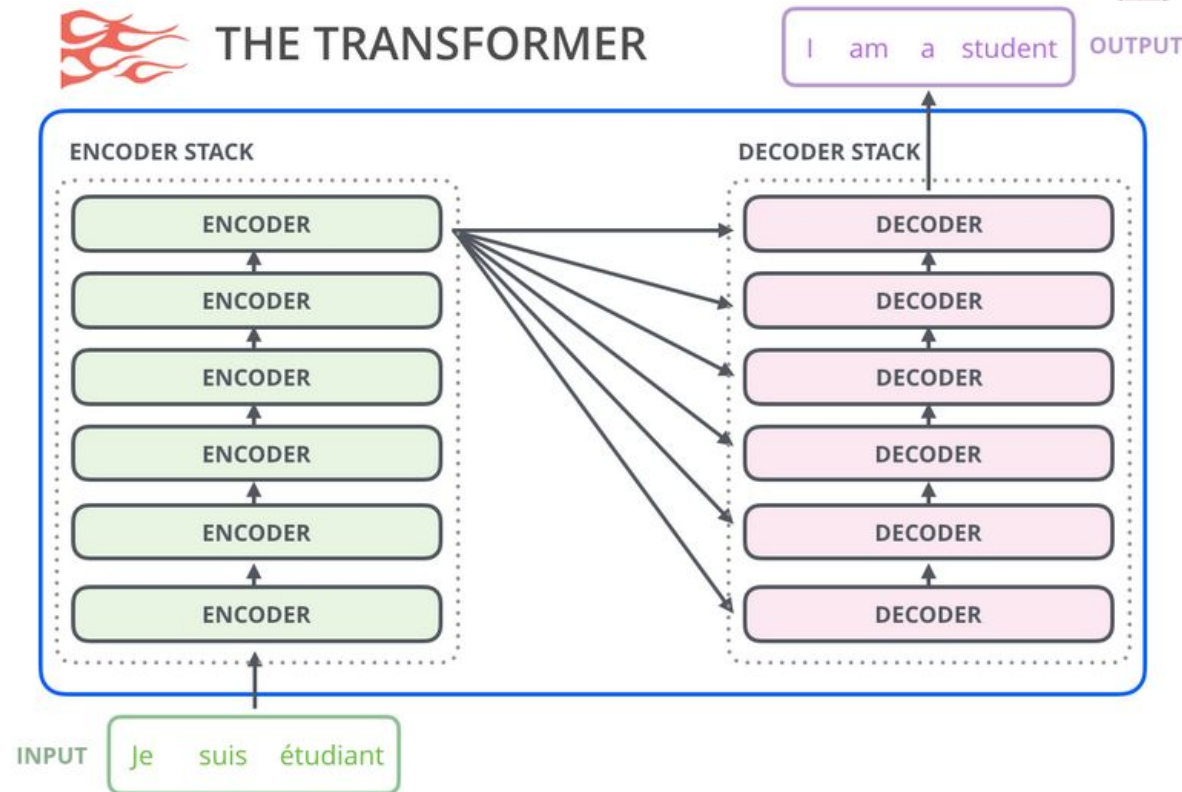 THE TRANSFORMER
I am a student
OUTPUT
ENCODER STACK
DECODER STACK
ENCODER
ENCODER
ENCODER
ENCODER
ENCODER
ENCODER
DECODER
DECODER
DECODER
DECODER
DECODER
DECODER
INPUT
Je suis étudiant